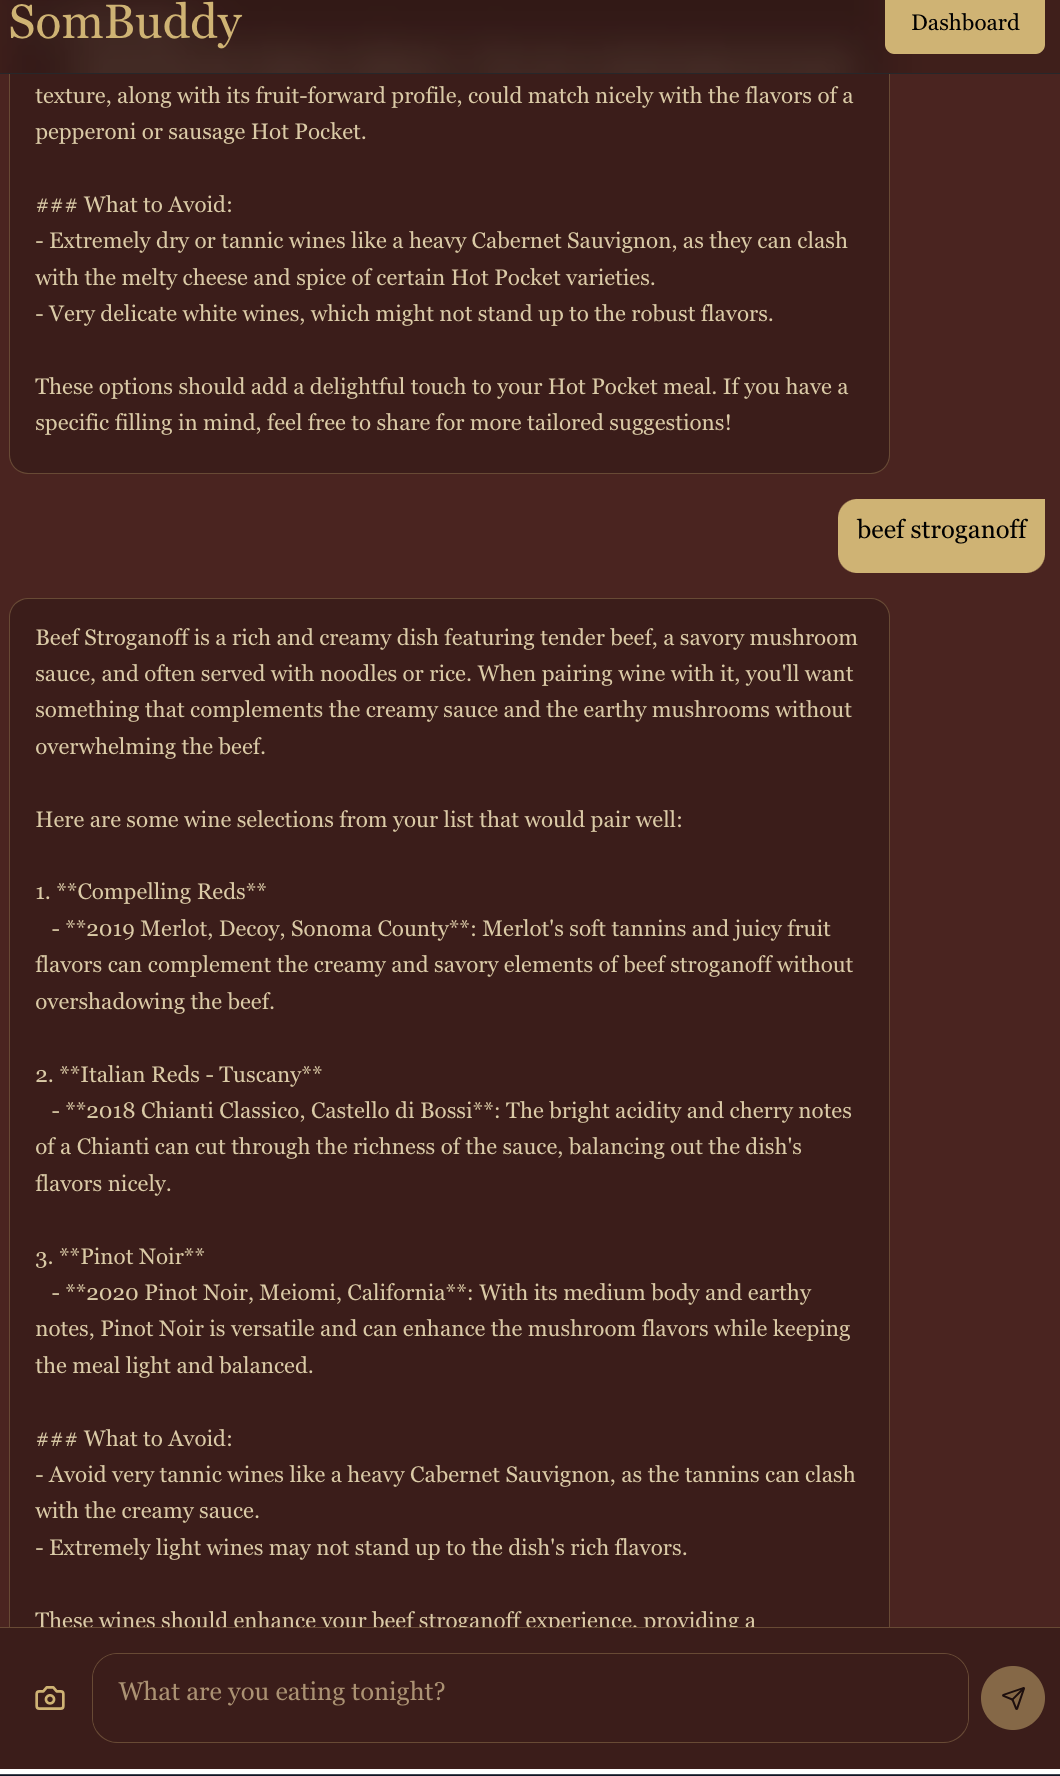 SomBuddy
Dashboard
texture, along with its fruit-forward profile, could match nicely with the flavors of a
pepperoni or sausage Hot Pocket.
### What to Avoid:
- Extremely dry or tannic wines like a heavy Cabernet Sauvignon, as they can clash
with the melty cheese and spice of certain Hot Pocket varieties.
- Very delicate white wines, which might not stand up to the robust flavors.
These options should add a delightful touch to your Hot Pocket meal. If you have a
specific filling in mind, feel free to share for more tailored suggestions!
beef stroganoff
Beef Stroganoff is a rich and creamy dish featuring tender beef, a savory mushroom
sauce, and often served with noodles or rice. When pairing wine with it, you'll want
something that complements the creamy sauce and the earthy mushrooms without
overwhelming the beef.
Here are some wine selections from your list that would pair well:
1. **Compelling Reds**
- **2019 Merlot, Decoy, Sonoma County**: Merlot's soft tannins and juicy fruit
flavors can complement the creamy and savory elements of beef stroganoff without
overshadowing the beef.
2. **Italian Reds - Tuscany**
- **2018 Chianti Classico, Castello di Bossi**: The bright acidity and cherry notes
of a Chianti can cut through the richness of the sauce, balancing out the dish's
flavors nicely.
3. **Pinot Noir**
- **2020 Pinot Noir, Meiomi, California**: With its medium body and earthy
notes, Pinot Noir is versatile and can enhance the mushroom flavors while keeping
the meal light and balanced.
### What to Avoid:
- Avoid very tannic wines like a heavy Cabernet Sauvignon, as the tannins can clash
with the creamy sauce.
- Extremely light wines may not stand up to the dish's rich flavors.
These wines should enhance your beef stroganoff experience, providing a
What are you eating tonight?